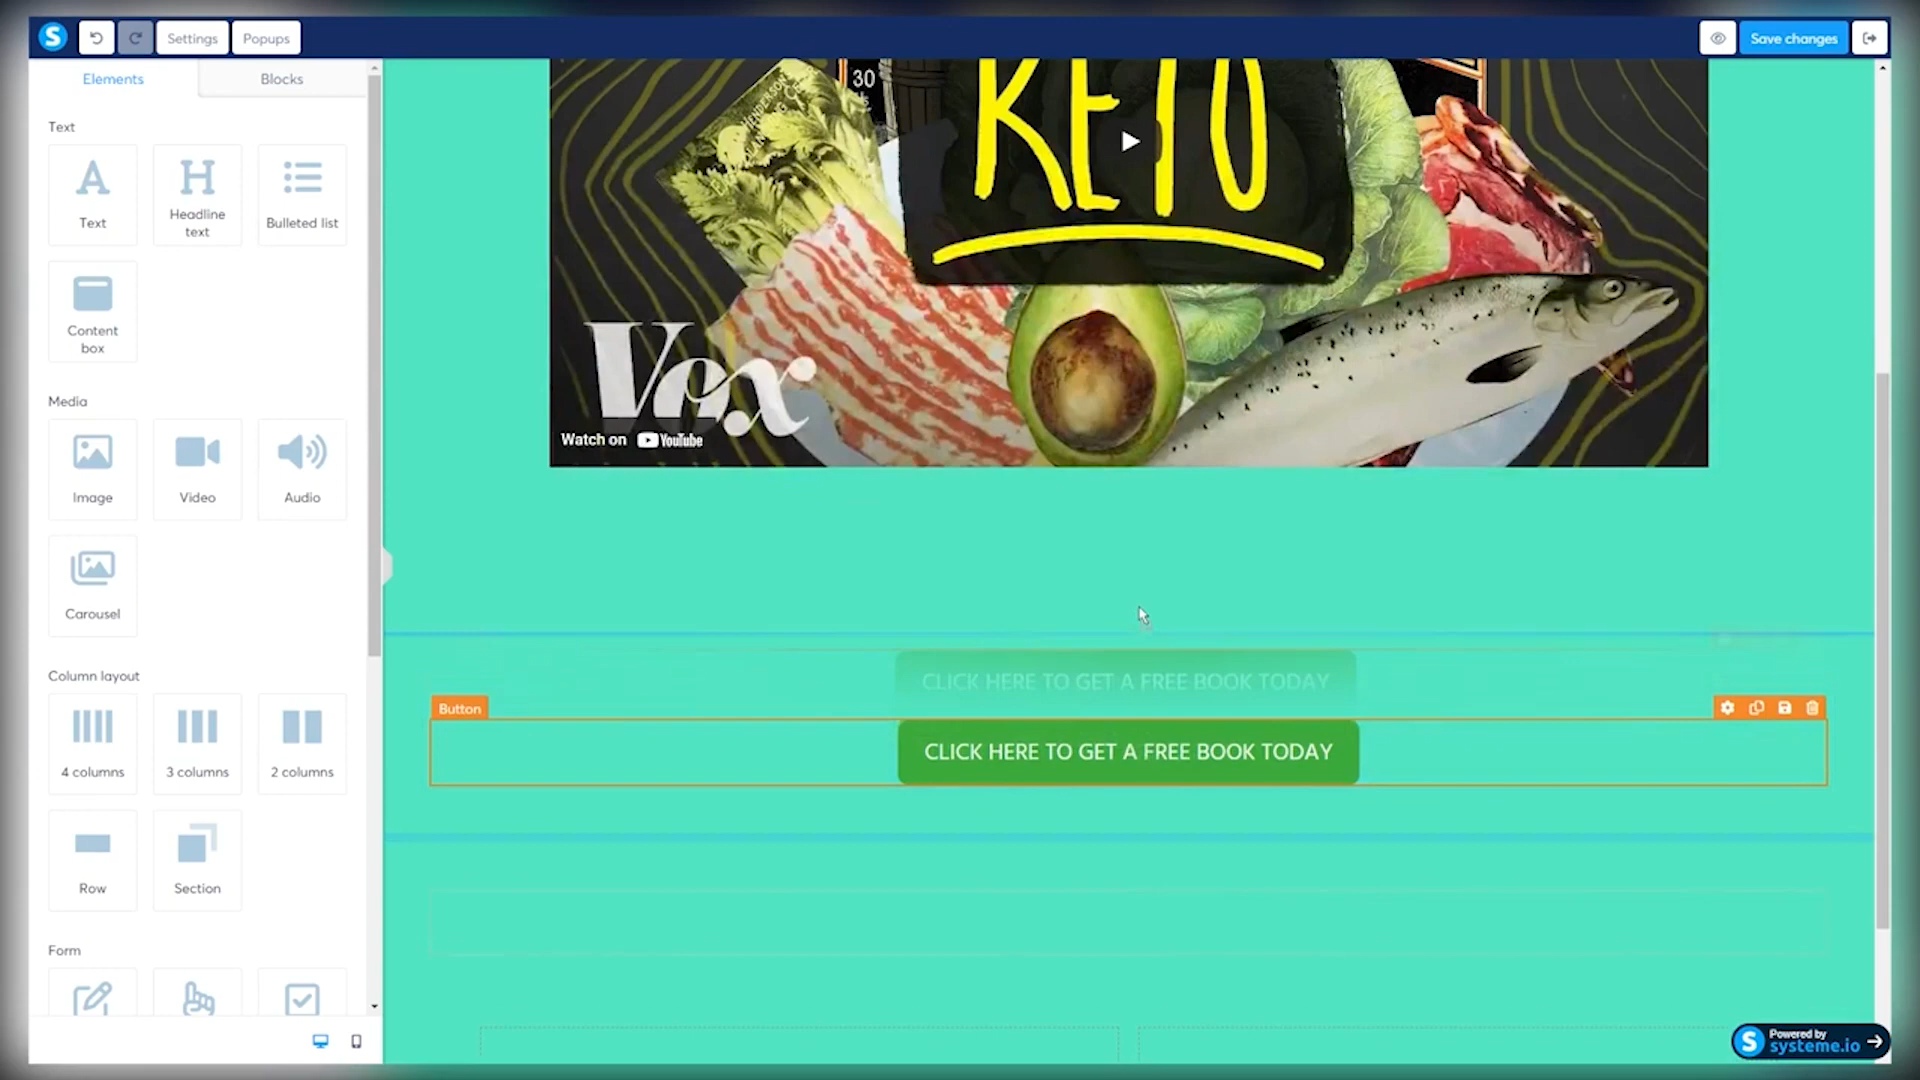 S
Settings
Popups
Save changes
Elements
Blocks
Text
Text
Headline
text
Bulleted list
Content
box
Media
Image
Video
Audio
Carousel
Column layout
4 columns
3 columns
2 columns
Row
Section
Form
30
KETO
Vox
Watch on YouTube
CLICK HERE TO GET A FREE BOOK TODAY
Button
CLICK HERE TO GET A FREE BOOK TODAY
Powered by
systeme.io